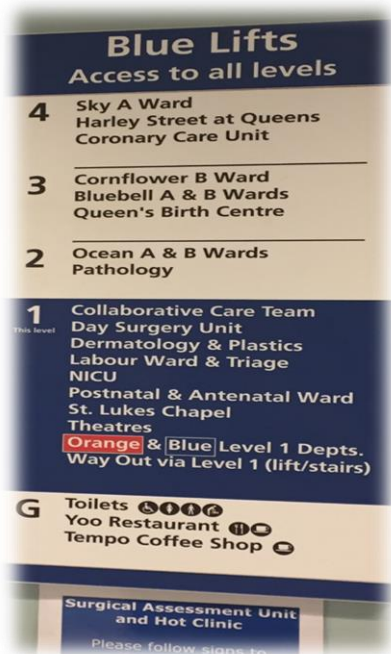 Blue Lifts
Access to all levels
4 Sky A Ward
Harley Street at Queens
Coronary Care Unit
3 Cornflower B Ward
Bluebell A & B Wards
Queen's Birth Centre
2 Ocean A & B Wards
Pathology
1 Collaborative Care Team
This level Day Surgery Unit
Dermatology & Plastics
Labour Ward & Triage
NICU
Postnatal & Antenatal Ward
St. Lukes Chapel
Theatres
Orange & Blue Level 1 Depts.
Way Out via Level 1 (lift/stairs)
G Toilets
Yoo Restaurant
Tempo Coffee Shop
Surgical Assessment Unit
and Hot Clinic
Please follow signs to